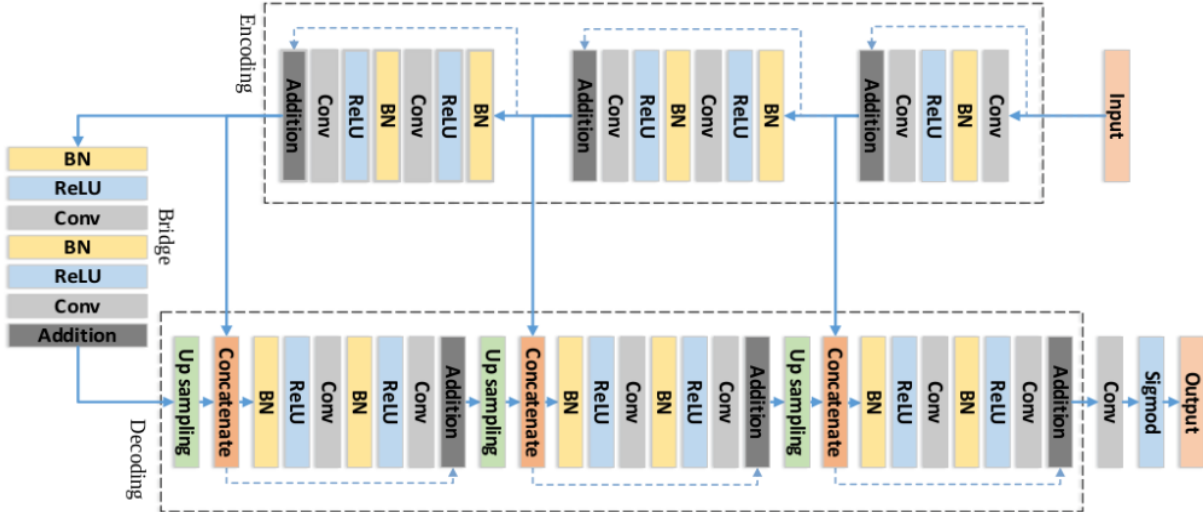 Encoding
Addition
Conv
ReLU
BN
Conv
ReLU
BN
Addition
Conv
ReLU
BN
Conv
ReLU
BN
Addition
Conv
ReLU
BN
Conv
Input
BN
ReLU
Conv
BN
ReLU
Conv
Addition
Bridge
Decoding
Up sampling
Concatenate
BN
ReLU
Conv
BN
ReLU
Conv
Addition
Up sampling
Concatenate
BN
ReLU
Conv
BN
ReLU
Conv
Addition
Up sampling
Concatenate
BN
ReLU
Conv
BN
ReLU
Conv
Addition
Conv
Sigmod
Output